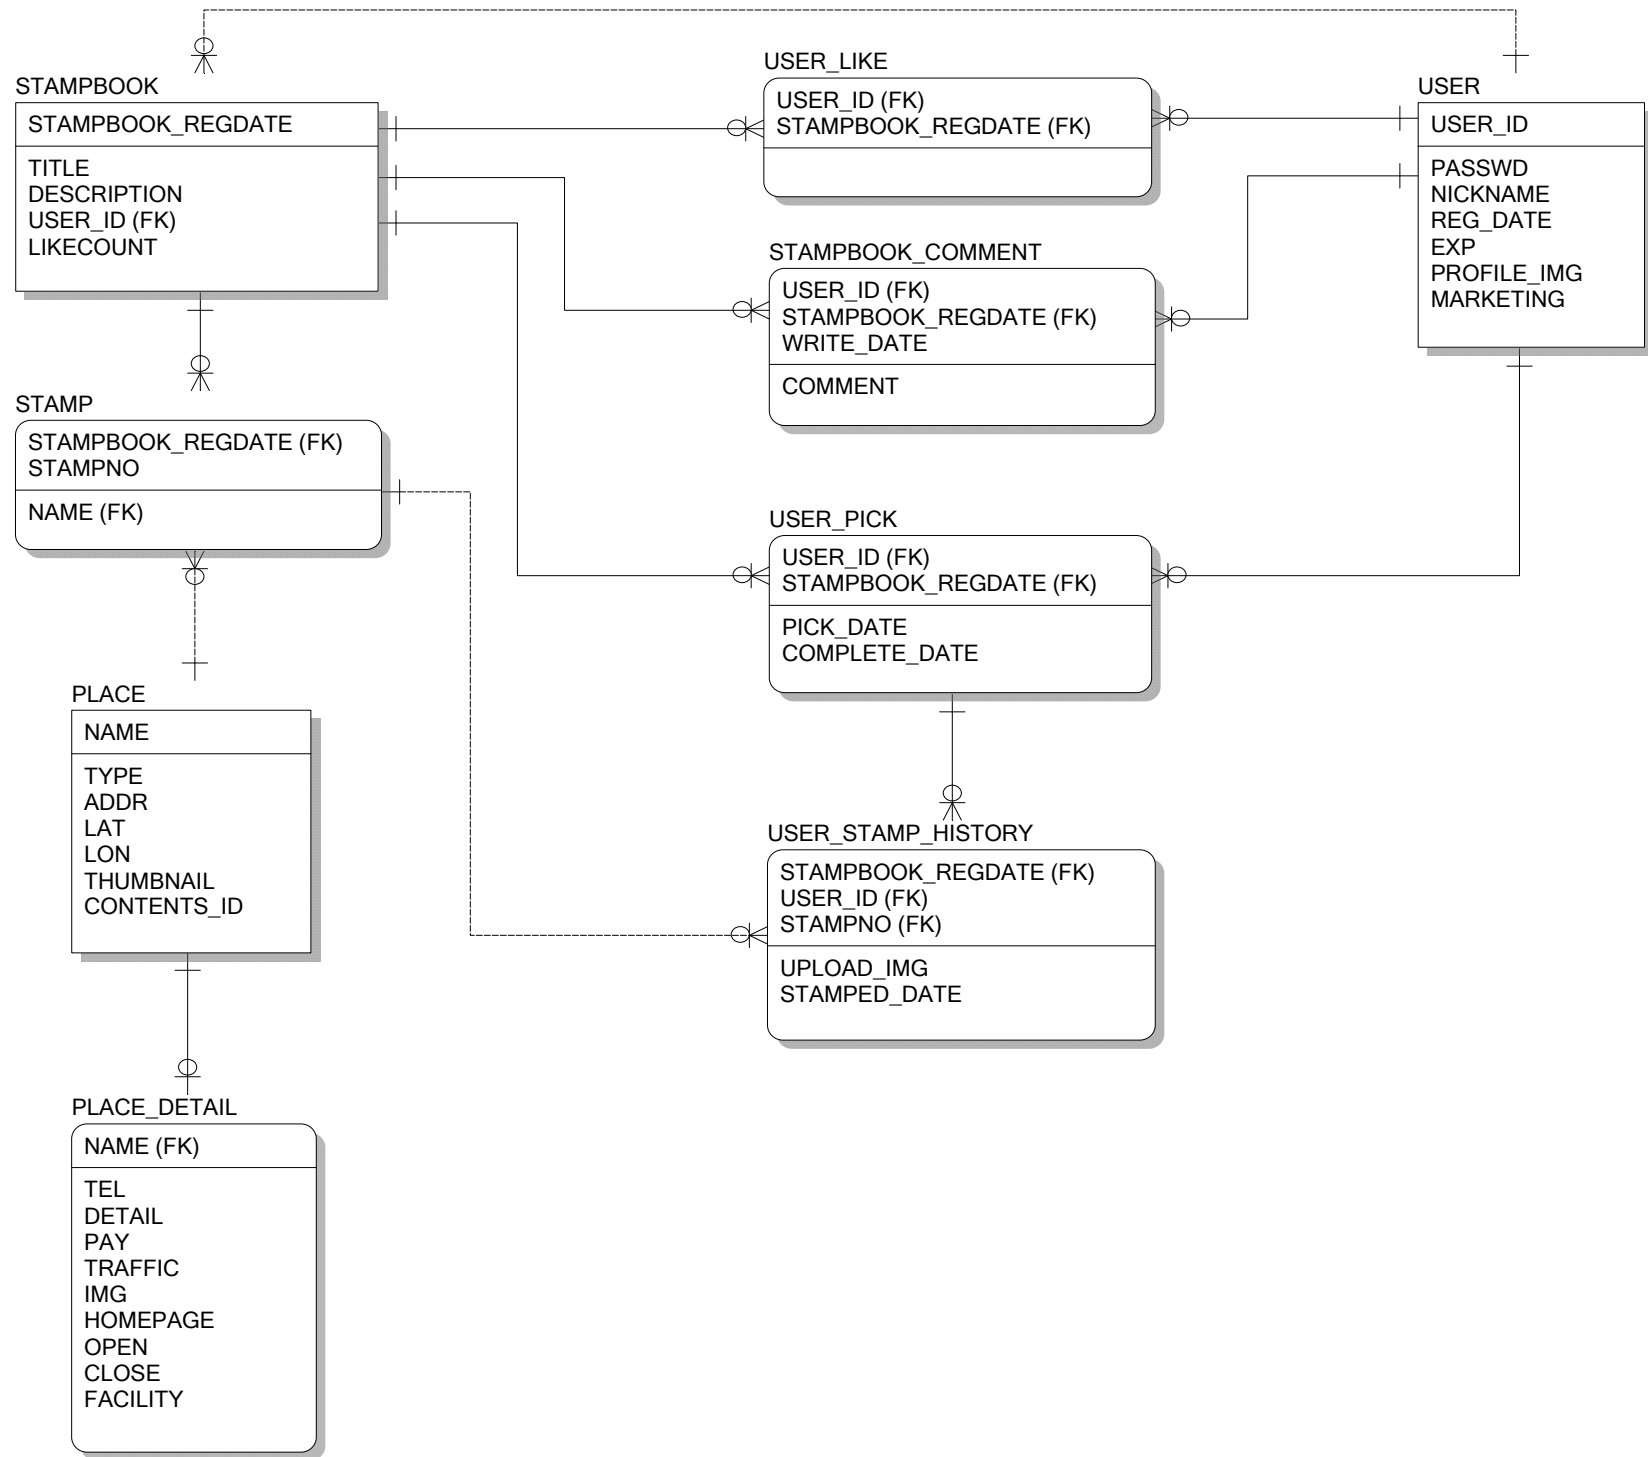 STAMPBOOK
STAMPBOOK_REGDATE
TITLE
DESCRIPTION
USER_ID (FK)
LIKECOUNT
USER_LIKE
USER_ID (FK)
STAMPBOOK_REGDATE (FK)
USER
USER_ID
PASSWD
NICKNAME
REG_DATE
EXP
PROFILE_IMG
MARKETING
STAMPBOOK_COMMENT
USER_ID (FK)
STAMPBOOK_REGDATE (FK)
WRITE_DATE
COMMENT
STAMP
STAMPBOOK_REGDATE (FK)
STAMPNO
NAME (FK)
USER_PICK
USER_ID (FK)
STAMPBOOK_REGDATE (FK)
PICK_DATE
COMPLETE_DATE
PLACE
NAME
TYPE
ADDR
LAT
LON
THUMBNAIL
CONTENTS_ID
USER_STAMP_HISTORY
STAMPBOOK_REGDATE (FK)
USER_ID (FK)
STAMPNO (FK)
UPLOAD_IMG
STAMPED_DATE
PLACE_DETAIL
NAME (FK)
TEL
DETAIL
PAY
TRAFFIC
IMG
HOMEPAGE
OPEN
CLOSE
FACILITY